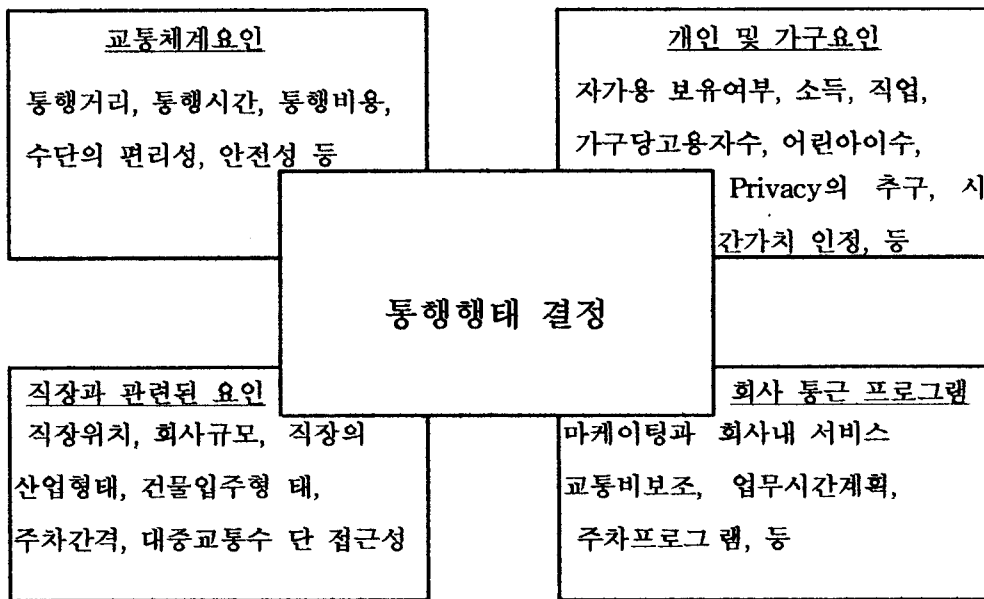 교통체계요인
통행거리, 통행시간, 통행비용,
수단의 편리성, 안전성 등
개인 및 가구요인
자가용 보유여부, 소득, 직업,
가구당고용자수, 어린아이수,
Privacy의 추구, 시
간가치 인정, 등
통행행태 결정
직장과 관련된 요인
직장위치, 회사규모, 직장의
산업형태, 건물입주형 태,
주차간격, 대중교통수 단 접근성
회사 통근 프로그램
마케이팅과 회사내 서비스
교통비보조, 업무시간계획,
주차프로그 램, 등